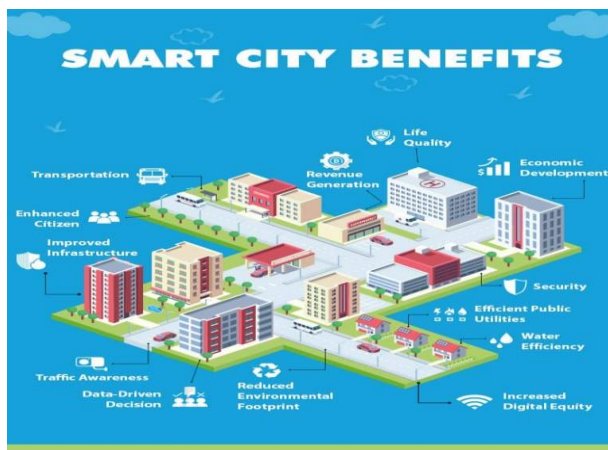 SMART CITY BENEFITS
Life
Quality
Revenue
Generation
Economic
Development
Transportation
Enhanced
Citizen
Improved
Infrastructure
Security
Efficient Public
Utilities
Water
Efficiency
Traffic Awareness
Data-Driven
Decision
Reduced
Environmental
Footprint
Increased
Digital Equity